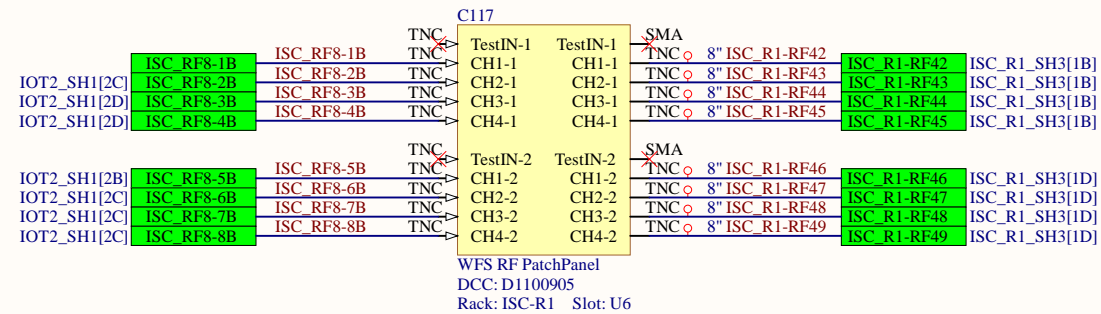 C117
TNC TestIN-1 TestIN-1 SMA
ISC_RF8-1B ISC_RF8-1B TNC CH1-1 CH1-1 TNC 8" ISC_R1-RF42 ISC_R1-RF42 ISC_R1_SH3[1B]
IOT2_SH1[2C] ISC_RF8-2B ISC_RF8-2B TNC CH2-1 CH2-1 TNC 8" ISC_R1-RF43 ISC_R1-RF43 ISC_R1_SH3[1B]
IOT2_SH1[2D] ISC_RF8-3B ISC_RF8-3B TNC CH3-1 CH3-1 TNC 8" ISC_R1-RF44 ISC_R1-RF44 ISC_R1_SH3[1B]
IOT2_SH1[2D] ISC_RF8-4B ISC_RF8-4B TNC CH4-1 CH4-1 TNC 8" ISC_R1-RF45 ISC_R1-RF45 ISC_R1_SH3[1B]
TNC TestIN-2 TestIN-2 SMA
IOT2_SH1[2B] ISC_RF8-5B ISC_RF8-5B TNC CH1-2 CH1-2 TNC 8" ISC_R1-RF46 ISC_R1-RF46 ISC_R1_SH3[1D]
IOT2_SH1[2C] ISC_RF8-6B ISC_RF8-6B TNC CH2-2 CH2-2 TNC 8" ISC_R1-RF47 ISC_R1-RF47 ISC_R1_SH3[1D]
IOT2_SH1[2C] ISC_RF8-7B ISC_RF8-7B TNC CH3-2 CH3-2 TNC 8" ISC_R1-RF48 ISC_R1-RF48 ISC_R1_SH3[1D]
IOT2_SH1[2C] ISC_RF8-8B ISC_RF8-8B TNC CH4-2 CH4-2 TNC 8" ISC_R1-RF49 ISC_R1-RF49 ISC_R1_SH3[1D]
WFS RF PatchPanel
DCC: D1100905
Rack: ISC-R1 Slot: U6